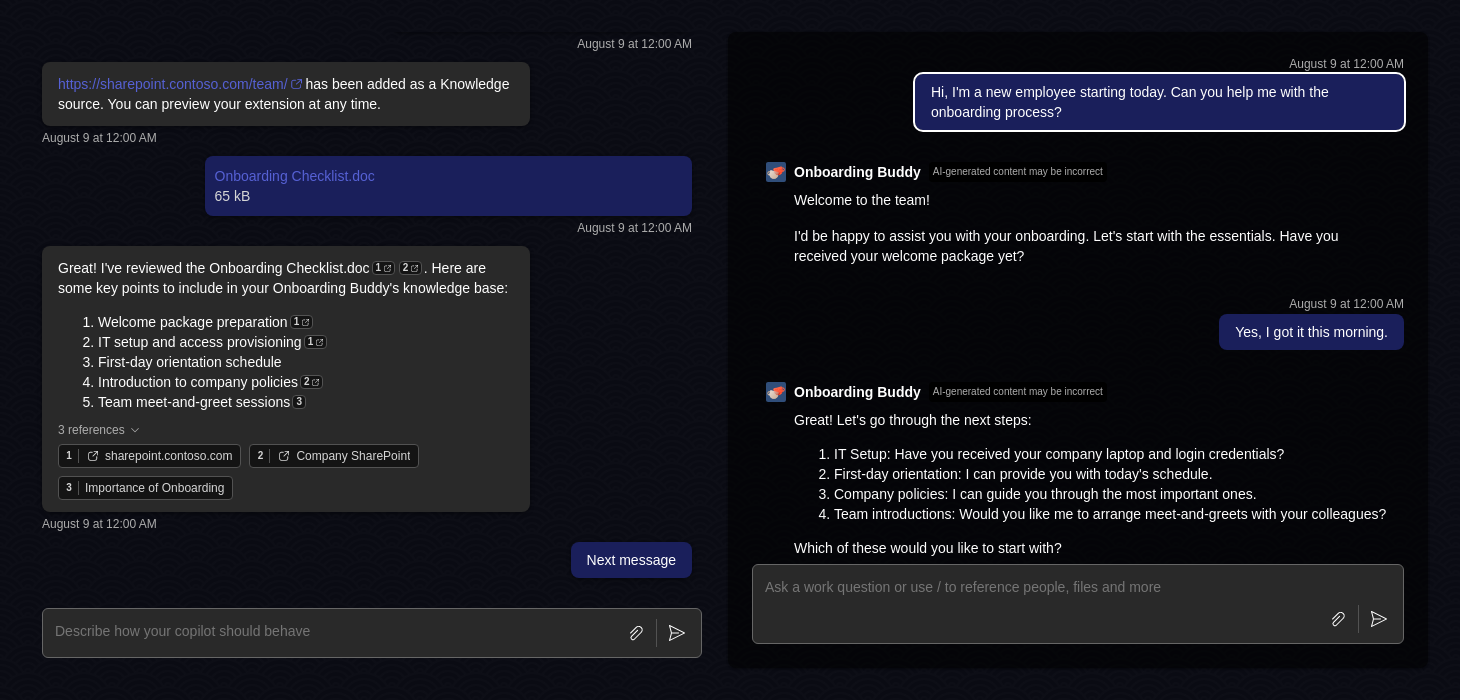 August 9 at 12:00 AM
https://sharepoint.contoso.com/team/ has been added as a Knowledge
source. You can preview your extension at any time.
August 9 at 12:00 AM
Onboarding Checklist.doc
65 kB
August 9 at 12:00 AM
Great! I've reviewed the Onboarding Checklist.doc 1 2 . Here are
some key points to include in your Onboarding Buddy's knowledge base:
1. Welcome package preparation 1
2. IT setup and access provisioning 1
3. First-day orientation schedule
4. Introduction to company policies 2
5. Team meet-and-greet sessions 3
3 references
1 sharepoint.contoso.com 2 Company SharePoint
3 Importance of Onboarding
August 9 at 12:00 AM
Next message
Describe how your copilot should behave
August 9 at 12:00 AM
Hi, I'm a new employee starting today. Can you help me with the
onboarding process?
Onboarding Buddy AI-generated content may be incorrect
Welcome to the team!
I'd be happy to assist you with your onboarding. Let's start with the essentials. Have you
received your welcome package yet?
August 9 at 12:00 AM
Yes, I got it this morning.
Onboarding Buddy AI-generated content may be incorrect
Great! Let's go through the next steps:
1. IT Setup: Have you received your company laptop and login credentials?
2. First-day orientation: I can provide you with today's schedule.
3. Company policies: I can guide you through the most important ones.
4. Team introductions: Would you like me to arrange meet-and-greets with your colleagues?
Which of these would you like to start with?
Ask a work question or use / to reference people, files and more